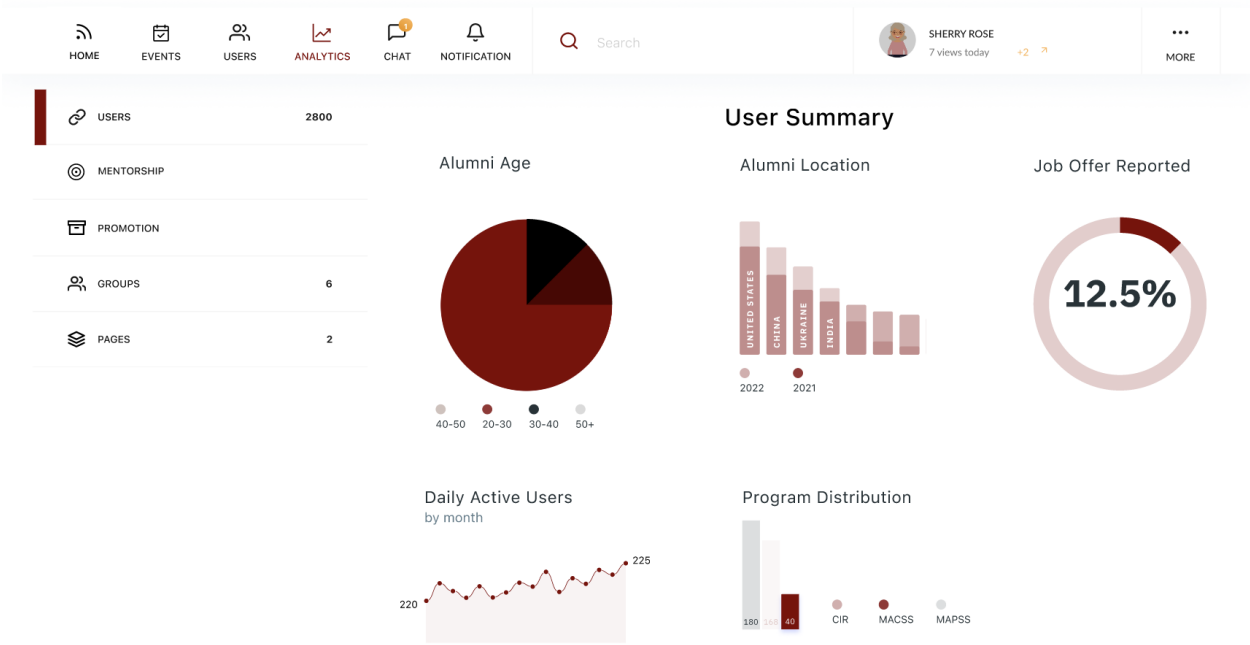 1
HOME EVENTS USERS ANALYTICS CHAT NOTIFICATION
Search
SHERRY ROSE
7 views today +2
MORE
USERS 2800
MENTORSHIP
PROMOTION
GROUPS 6
PAGES 2
User Summary
Alumni Age
40-50 20-30 30-40 50+
Alumni Location
UNITED STATES
CHINA
UKRAINE
INDIA
2022 2021
Job Offer Reported
12.5%
Daily Active Users
by month
220
225
Program Distribution
180 40
CIR MACSS MAPSS